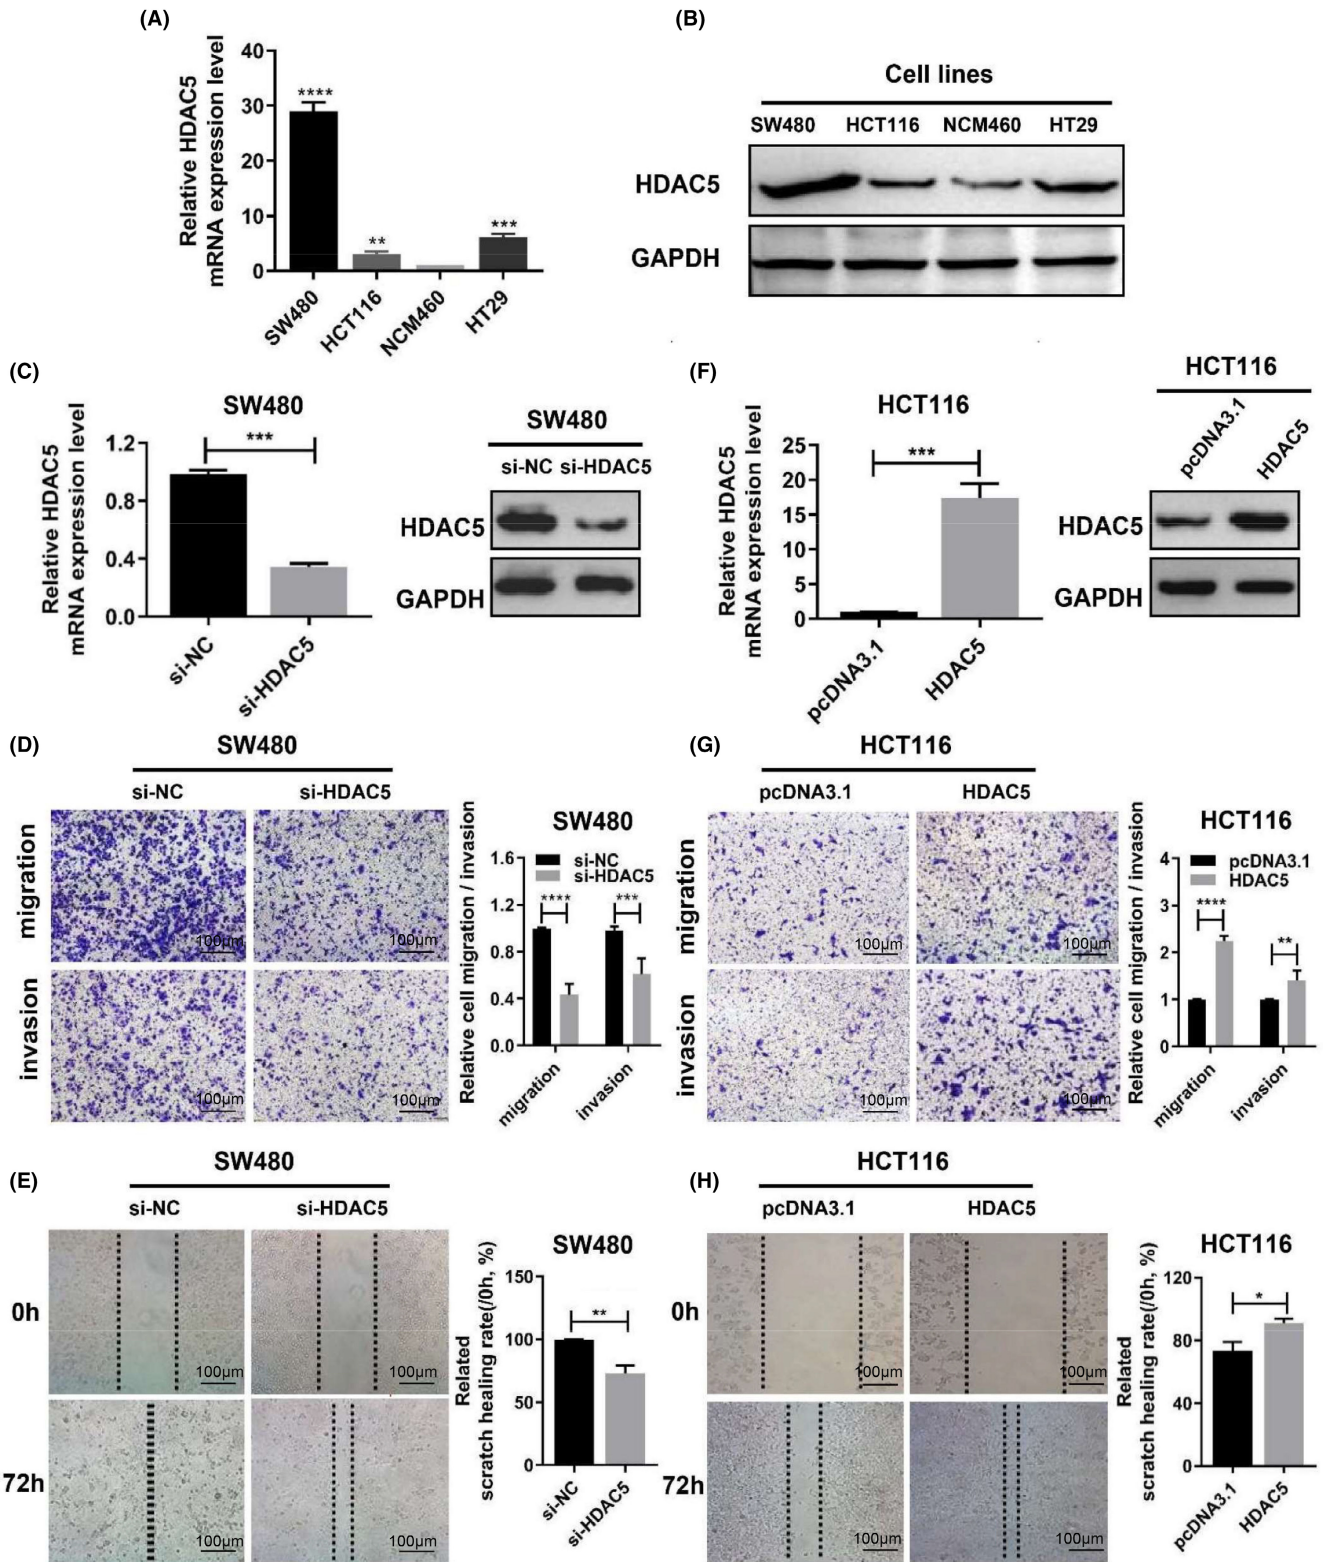 (A)
Relative HDAC5
mRNA expression level
40
30
20
10
0
****
**
***
SW480
HCT116
NCM460
HT29
(B)
Cell lines
SW480 HCT116 NCM460 HT29
HDAC5
GAPDH
(C)
SW480
Relative HDAC5
mRNA expression level
1.2
0.8
0.4
0.0
***
si-NC
si-HDAC5
SW480
si-NC si-HDAC5
HDAC5
GAPDH
(F)
HCT116
Relative HDAC5
mRNA expression level
25
20
15
10
5
0
***
pcDNA3.1
HDAC5
HCT116
pcDNA3.1
HDAC5
HDAC5
GAPDH
(D)
SW480
si-NC si-HDAC5
migration
100μm
100μm
invasion
100μm
100μm
Relative cell migration / invasion
SW480
1.6
1.2
0.8
0.4
0.0
si-NC
si-HDAC5
****
***
migration
invasion
(G)
HCT116
pcDNA3.1 HDAC5
migration
100μm
100μm
invasion
100μm
100μm
Relative cell migration / invasion
HCT116
4
3
2
1
0
pcDNA3.1
HDAC5
****
**
migration
invasion
(E)
SW480
si-NC si-HDAC5
0h
100μm
100μm
72h
100μm
100μm
Related
scratch healing rate(/0h, %)
SW480
150
100
50
0
**
si-NC
si-HDAC5
(H)
HCT116
pcDNA3.1 HDAC5
0h
100μm
100μm
72h
100μm
100μm
Related
scratch healing rate(/0h, %)
HCT116
120
80
40
0
*
pcDNA3.1
HDAC5